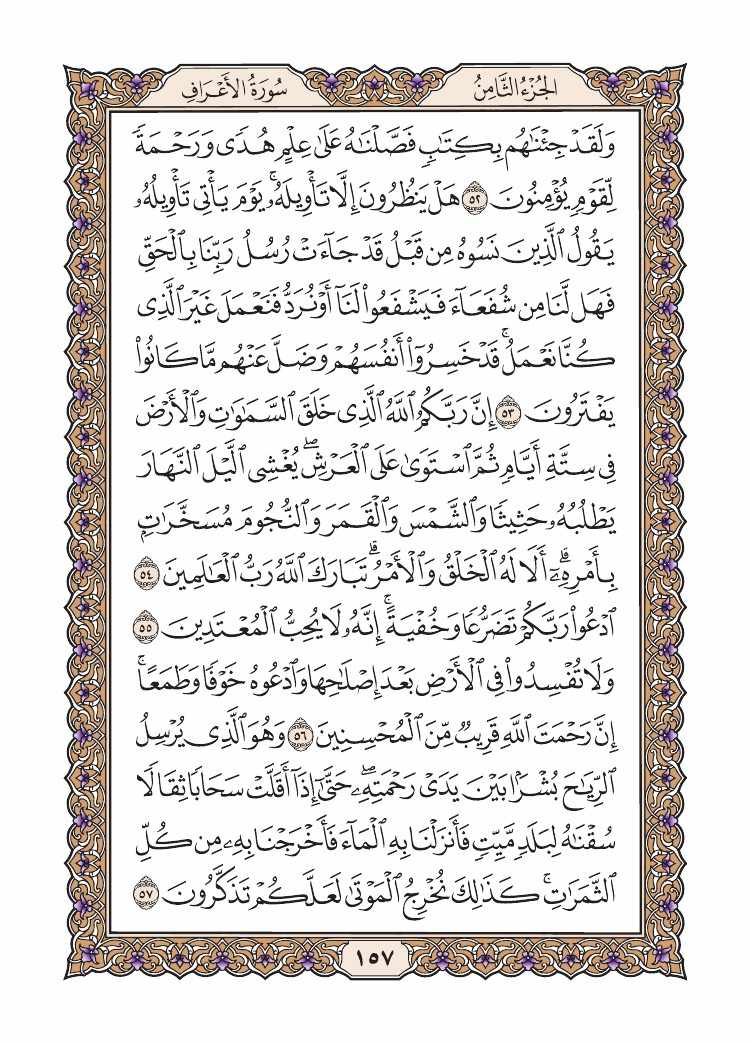 الجُزْءُ الثَّامِنُ
سُورَةُ الأَعْرَافِ
وَلَقَدْ جِئْنَٰهُم بِكِتَٰبٖ فَصَّلْنَٰهُ عَلَىٰ عِلْمٍ هُدٗى وَرَحْمَةٗ
لِّقَوْمٖ يُؤْمِنُونَ ٥٢ هَلْ يَنظُرُونَ إِلَّا تَأْوِيلَهُۥۚ يَوْمَ يَأْتِي تَأْوِيلُهُۥ
يَقُولُ ٱلَّذِينَ نَسُوهُ مِن قَبْلُ قَدْ جَآءَتْ رُسُلُ رَبِّنَا بِٱلْحَقِّ
فَهَل لَّنَا مِن شُفَعَآءَ فَيَشْفَعُوا۟ لَنَآ أَوْ نُرَدُّ فَنَعْمَلَ غَيْرَ ٱلَّذِي
كُنَّا نَعْمَلُۚ قَدْ خَسِرُوٓا۟ أَنفُسَهُمْ وَضَلَّ عَنْهُم مَّا كَانُوا۟
يَفْتَرُونَ ٥٣ إِنَّ رَبَّكُمُ ٱللَّهُ ٱلَّذِي خَلَقَ ٱلسَّمَٰوَٰتِ وَٱلْأَرْضَ
فِي سِتَّةِ أَيَّامٖ ثُمَّ ٱسْتَوَىٰ عَلَى ٱلْعَرْشِۖ يُغْشِي ٱلَّيْلَ ٱلنَّهَارَ
يَطْلُبُهُۥ حَثِيثٗا وَٱلشَّمْسَ وَٱلْقَمَرَ وَٱلنُّجُومَ مُسَخَّرَٰتِۭ
بِأَمْرِهِۦٓۗ أَلَا لَهُ ٱلْخَلْقُ وَٱلْأَمْرُۗ تَبَارَكَ ٱللَّهُ رَبُّ ٱلْعَٰلَمِينَ ٥٤
ٱدْعُوا۟ رَبَّكُمْ تَضَرُّعٗا وَخُفْيَةًۚ إِنَّهُۥ لَا يُحِبُّ ٱلْمُعْتَدِينَ ٥٥
وَلَا تُفْسِدُوا۟ فِي ٱلْأَرْضِ بَعْدَ إِصْلَٰحِهَا وَٱدْعُوهُ خَوْفٗا وَطَمَعًاۚ
إِنَّ رَحْمَتَ ٱللَّهِ قَرِيبٞ مِّنَ ٱلْمُحْسِنِينَ ٥٦ وَهُوَ ٱلَّذِي يُرْسِلُ
ٱلرِّيَٰحَ بُشْرَۢا بَيْنَ يَدَيْ رَحْمَتِهِۦۖ حَتَّىٰٓ إِذَآ أَقَلَّتْ سَحَابٗا ثِقَالٗا
سُقْنَٰهُ لِبَلَدٖ مَّيِّتٖ فَأَنزَلْنَا بِهِ ٱلْمَآءَ فَأَخْرَجْنَا بِهِۦ مِن كُلِّ
ٱلثَّمَرَٰتِۚ كَذَٰلِكَ نُخْرِجُ ٱلْمَوْتَىٰ لَعَلَّكُمْ تَذَكَّرُونَ ٥٧
١٥٧